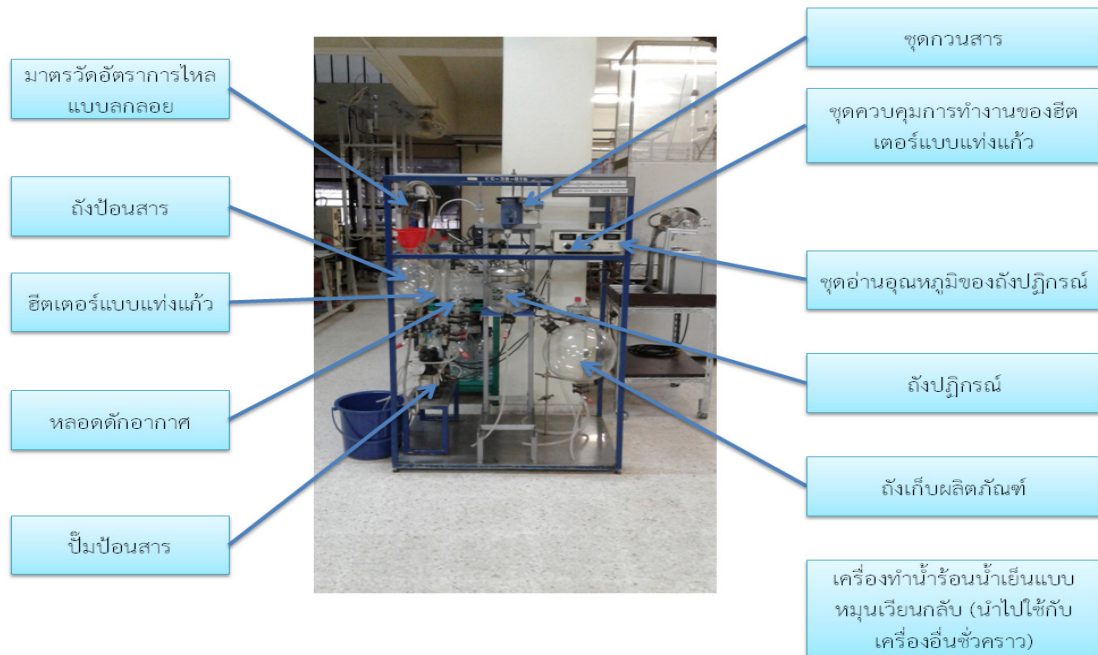 มาตรวัดอัตราการไหล
แบบลูกลอย
ถังป้อนสาร
ฮีตเตอร์แบบแท่งแก้ว
หลอดดักอากาศ
ปั๊มป้อนสาร
ชุดกวนสาร
ชุดควบคุมการทำงานของฮีต
เตอร์แบบแท่งแก้ว
ชุดอ่านอุณหภูมิของถังปฏิกรณ์
ถังปฏิกรณ์
ถังเก็บผลิตภัณฑ์
เครื่องทำน้ำร้อนน้ำเย็นแบบ
หมุนเวียนกลับ (นำไปใช้กับ
เครื่องอื่นชั่วคราว)